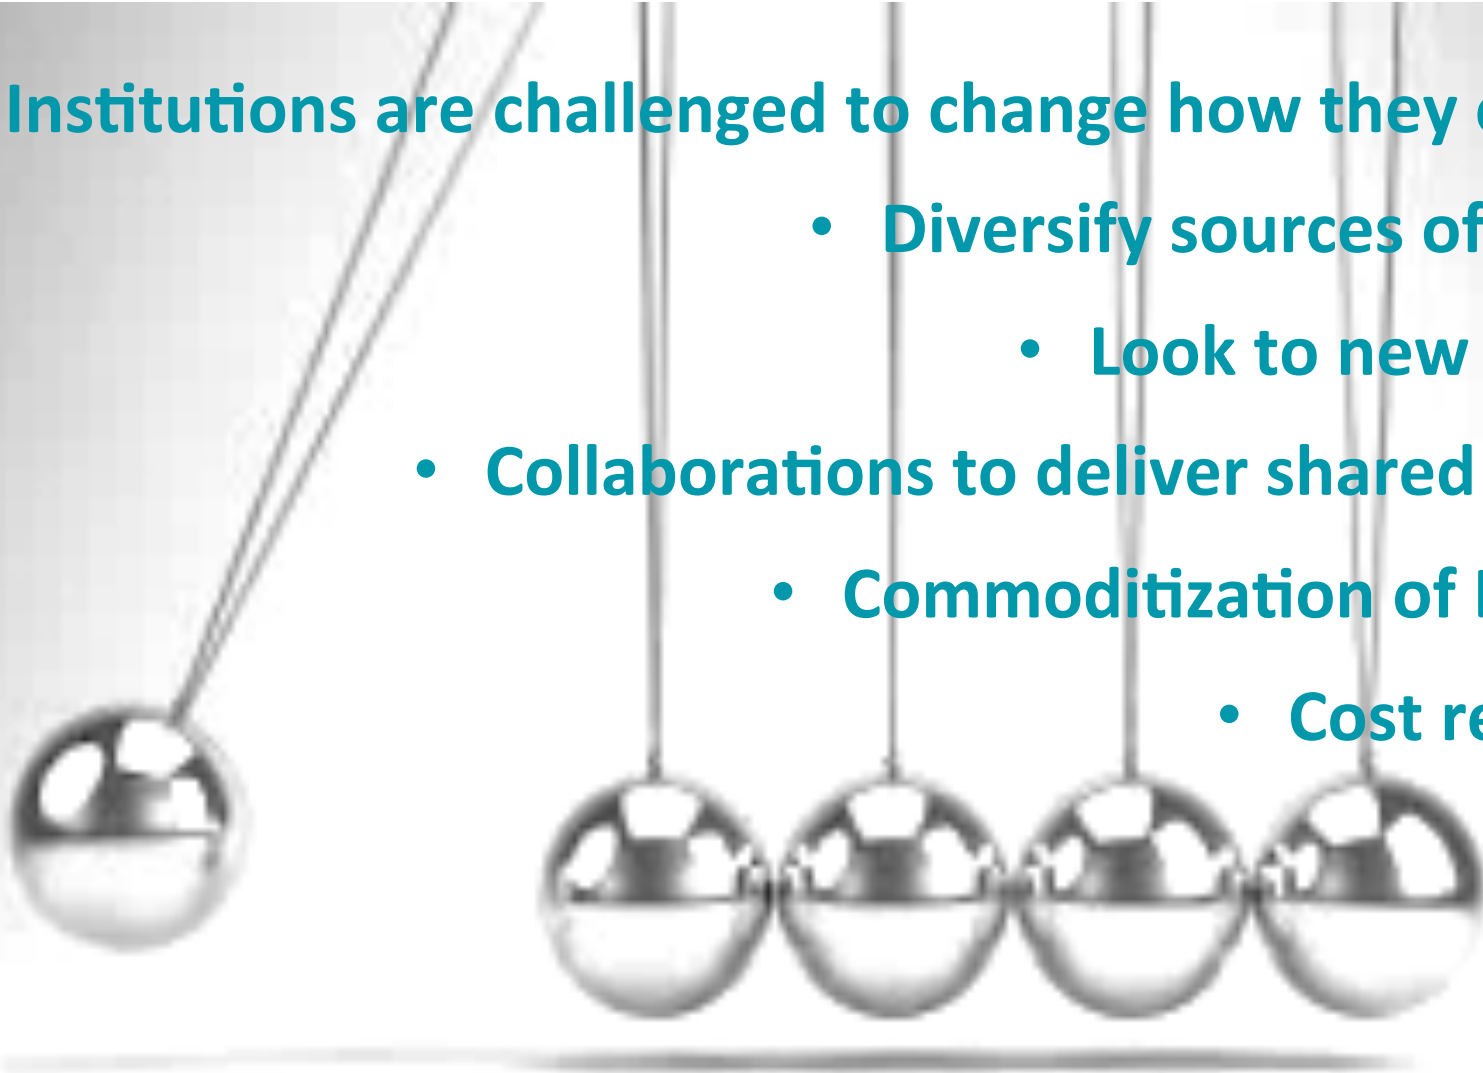 Institutions are challenged to change how they
• Diversify sources of
• Look to new
• Collaborations to deliver shared
• Commoditization of
• Cost